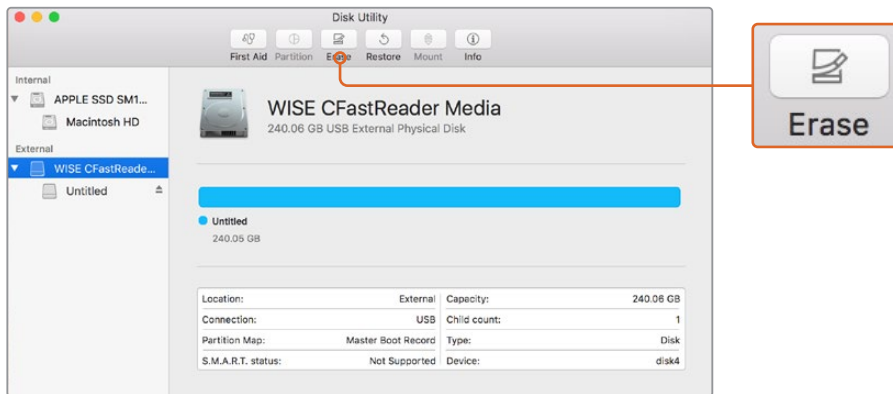 Disk Utility
First Aid Partition Erase Restore Mount Info
Erase
Internal
APPLE SSD SM1...
Macintosh HD
External
WISE CFastReade...
Untitled
WISE CFastReader Media
240.06 GB USB External Physical Disk
Untitled
240.05 GB
Location: External Capacity: 240.06 GB
Connection: USB Child count: 1
Partition Map: Master Boot Record Type: Disk
S.M.A.R.T. status: Not Supported Device: disk4